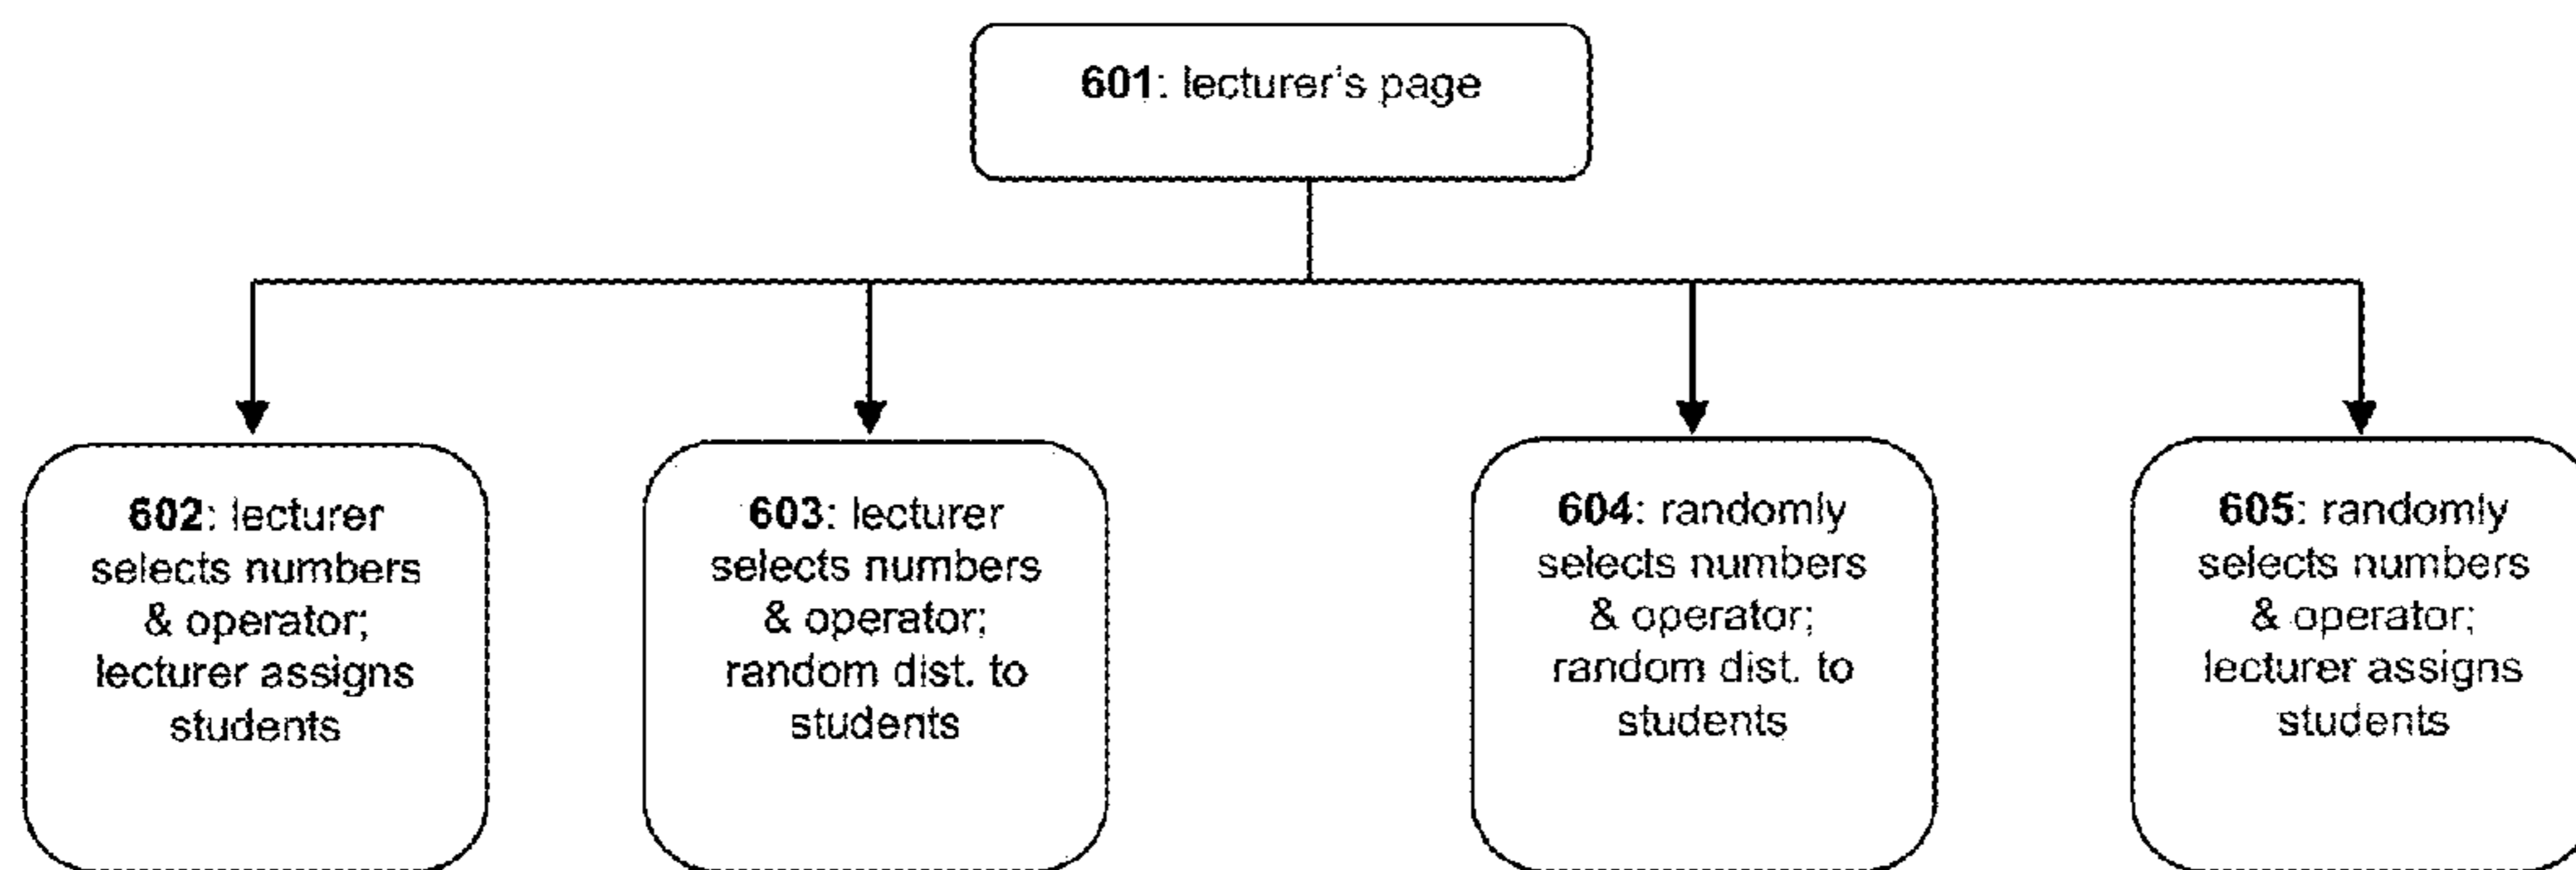 601: lecturer's page
602: lecturer
selects numbers
& operator;
lecturer assigns
students
603: lecturer
selects numbers
& operator;
random dist. to
students
604: randomly
selects numbers
& operator;
random dist. to
students
605: randomly
selects numbers
& operator;
lecturer assigns
students